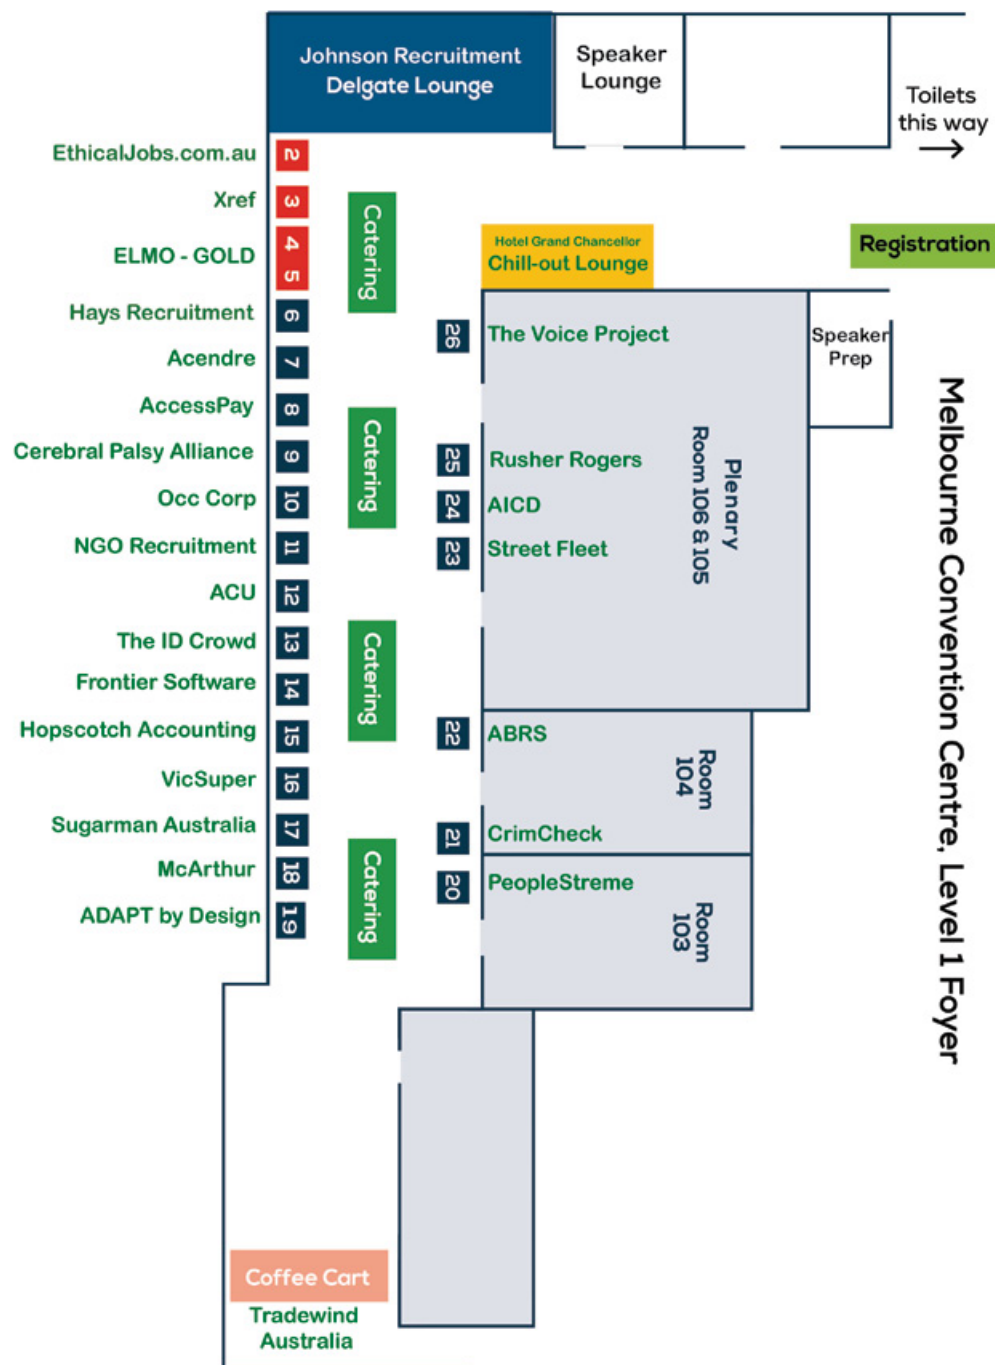 Johnson Recruitment
Delgate Lounge
Speaker
Lounge
Toilets
this way
EthicalJobs.com.au
2
Xref
3
ELMO - GOLD
4
5
Hays Recruitment
6
Acendre
7
AccessPay
8
Cerebral Palsy Alliance
9
Occ Corp
10
NGO Recruitment
11
ACU
12
The ID Crowd
13
Frontier Software
14
Hopscotch Accounting
15
VicSuper
16
Sugarman Australia
17
McArthur
18
ADAPT by Design
19
Catering
Catering
Catering
Catering
Hotel Grand Chancellor
Chill-out Lounge
Registration
26
The Voice Project
Speaker
Prep
25
Rusher Rogers
24
AICD
23
Street Fleet
Plenary
Room 106 & 105
22
ABRS
Room
104
21
CrimCheck
20
PeopleStreme
Room
103
Melbourne Convention Centre, Level 1 Foyer
Coffee Cart
Tradewind
Australia